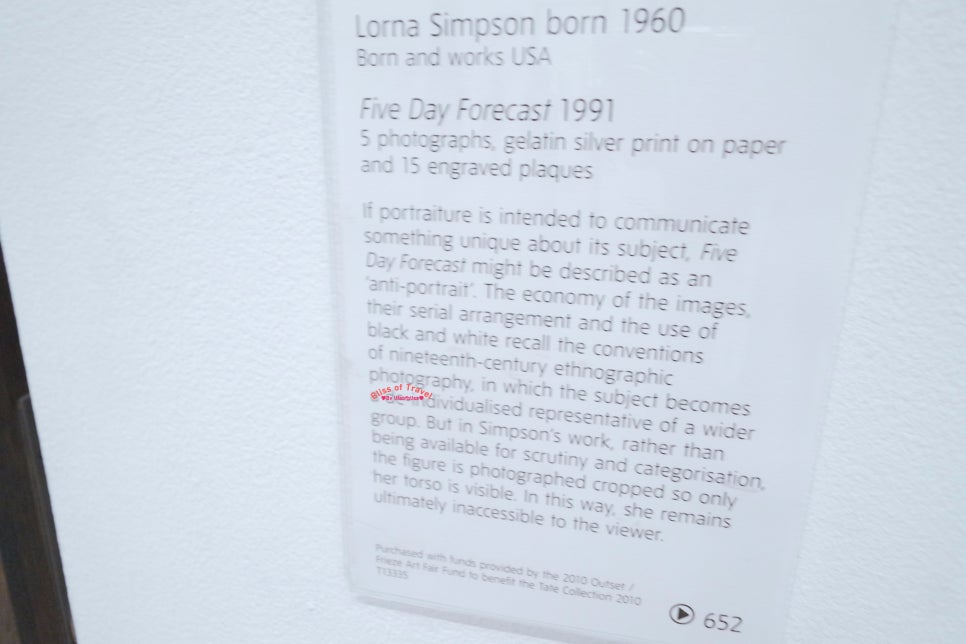 Lorna Simpson born 1960
Born and works USA
Five Day Forecast 1991
5 photographs, gelatin silver print on paper
and 15 engraved plaques
If portraiture is intended to communicate
something unique about its subject, Five
Day Forecast might be described as an
'anti-portrait'. The economy of the images,
their serial arrangement and the use of
black and white recall the conventions
of nineteenth-century ethnographic
photography, in which the subject becomes
individualised representative of a wider
group. But in Simpson's work, rather than
being available for scrutiny and categorisation,
the figure is photographed cropped so only
her torso is visible. In this way, she remains
ultimately inaccessible to the viewer.
Purchased with funds provided by the 2010 Outset /
Frieze Art Fair Fund to benefit the Tate Collection 2010
T13335
652
Bliss of Travel